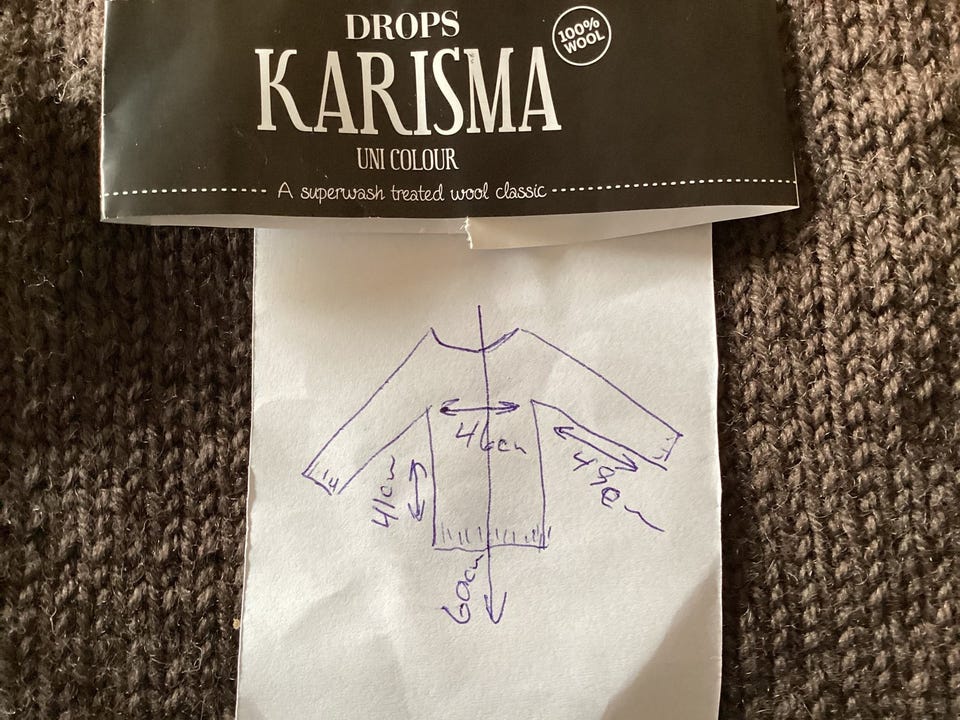 DROPS
100%
WOOL
KARISMA
UNI COLOUR
A superwash treated wool classic
46cm
49cm
41cm
60cm